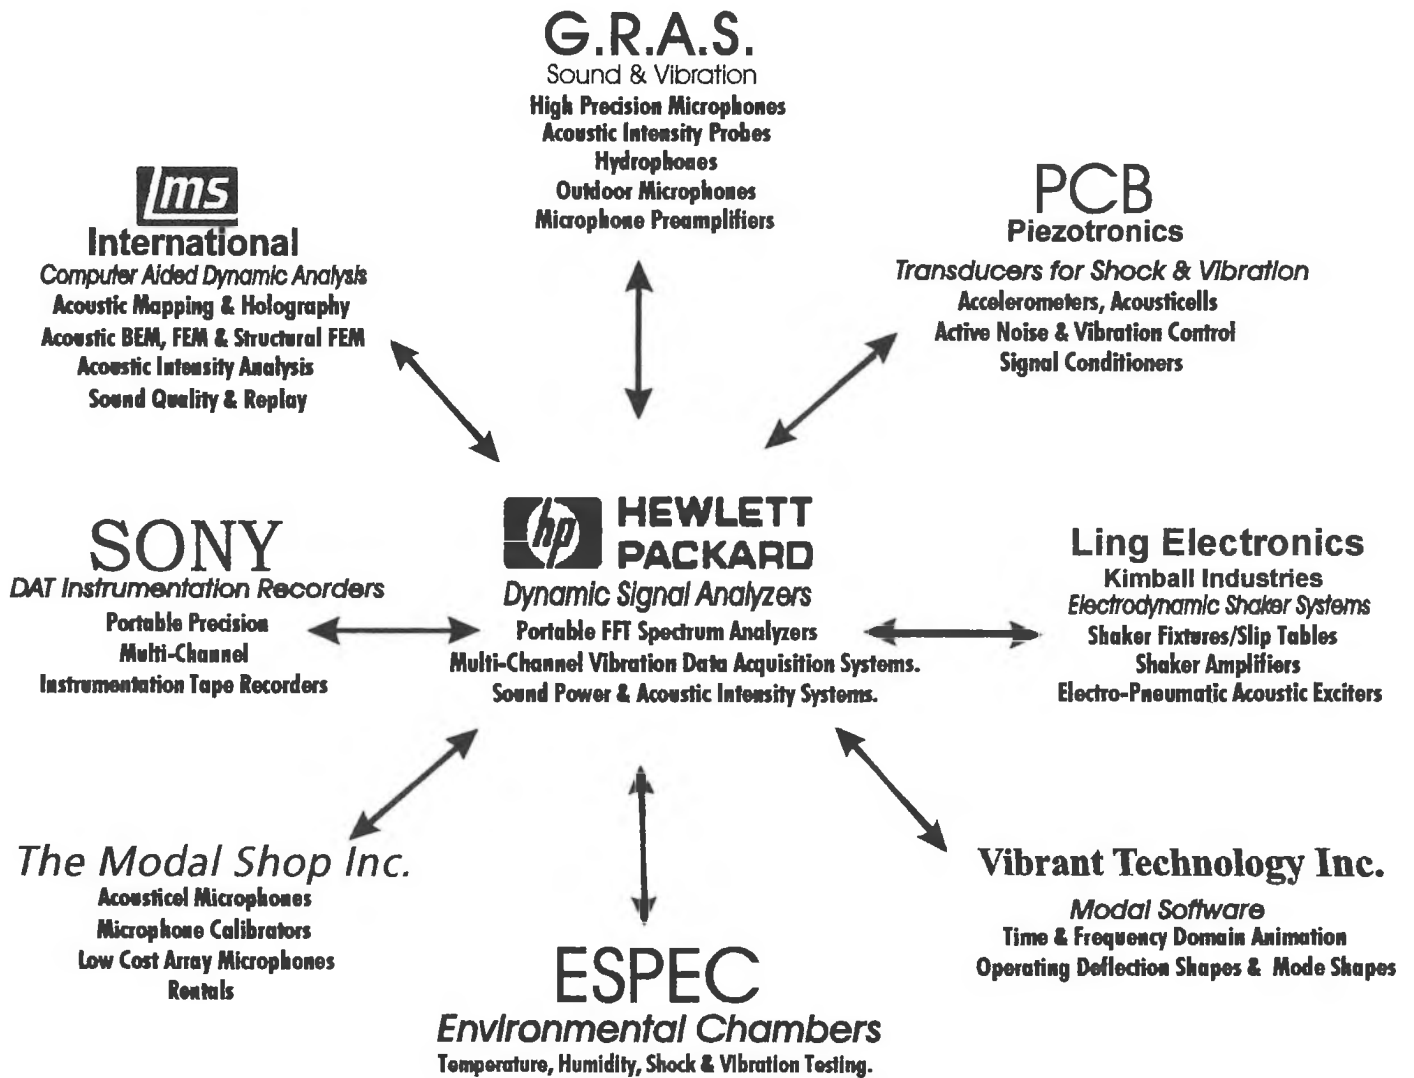 G.R.A.S.
Sound & Vibration
High Precision Microphones
Acoustic Intensity Probes
Hydrophones
Outdoor Microphones
Microphone Preamplifiers
lms
International
Computer Aided Dynamic Analysis
Acoustic Mapping & Holography
Acoustic BEM, FEM & Structural FEM
Acoustic Intensity Analysis
Sound Quality & Replay
PCB
Piezotronics
Transducers for Shock & Vibration
Accelerometers, Acousticells
Active Noise & Vibration Control
Signal Conditioners
SONY
DAT Instrumentation Recorders
Portable Precision
Multi-Channel
Instrumentation Tape Recorders
hp HEWLETT
PACKARD
Dynamic Signal Analyzers
Portable FFT Spectrum Analyzers
Multi-Channel Vibration Data Acquisition Systems.
Sound Power & Acoustic Intensity Systems.
Ling Electronics
Kimball Industries
Electrodynamic Shaker Systems
Shaker Fixtures/Slip Tables
Shaker Amplifiers
Electro-Pneumatic Acoustic Exciters
The Modal Shop Inc.
Acousticel Microphones
Microphone Calibrators
Low Cost Array Microphones
Rentals
ESPEC
Environmental Chambers
Temperature, Humidity, Shock & Vibration Testing.
Vibrant Technology Inc.
Modal Software
Time & Frequency Domain Animation
Operating Deflection Shapes & Mode Shapes